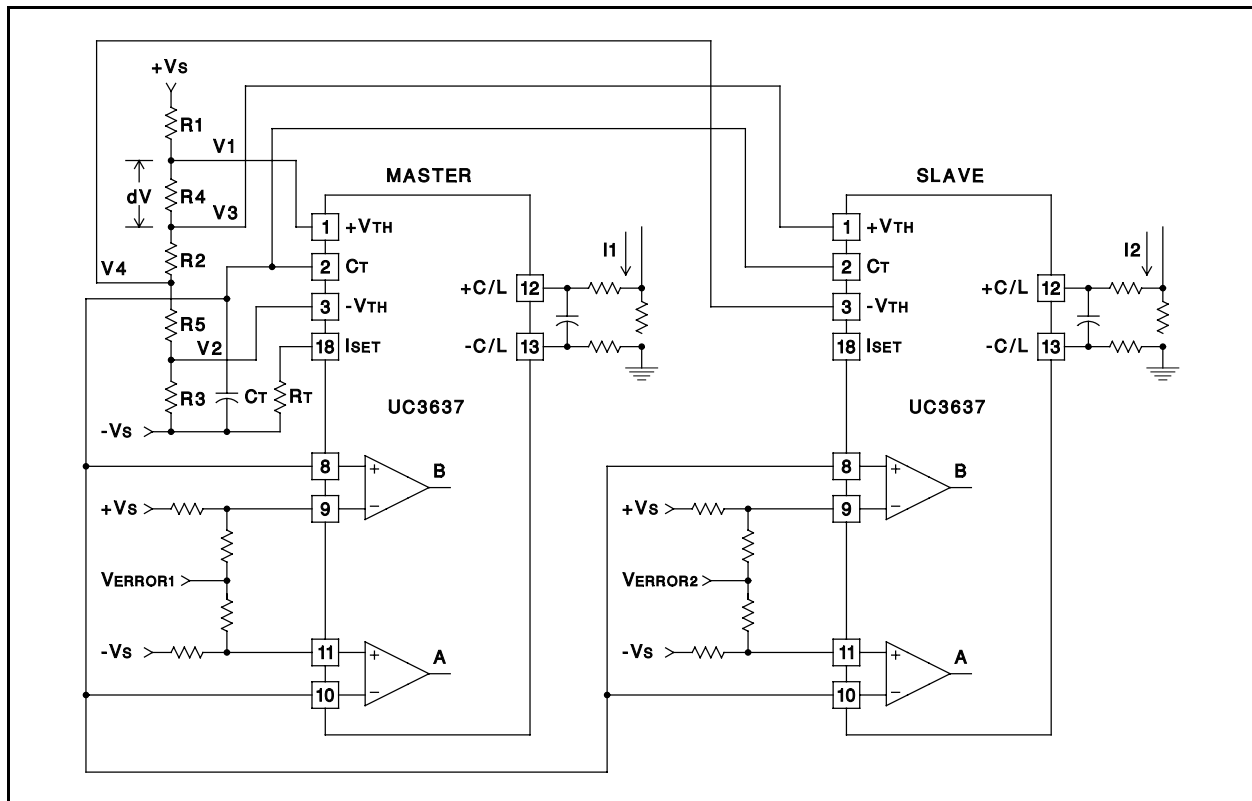 +Vs
R1
V1
dV
R4
V3
R2
V4
R5
V2
R3
CT
RT
-Vs
MASTER
1 +VTH
2 CT
3 -VTH
18 ISET
+C/L 12
-C/L 13
I1
UC3637
8 + B
+Vs
9 −
VERROR1
-Vs
11 + A
10 −
SLAVE
1 +VTH
2 CT
3 -VTH
18 ISET
+C/L 12
-C/L 13
I2
UC3637
8 + B
+Vs
9 −
VERROR2
-Vs
11 + A
10 −